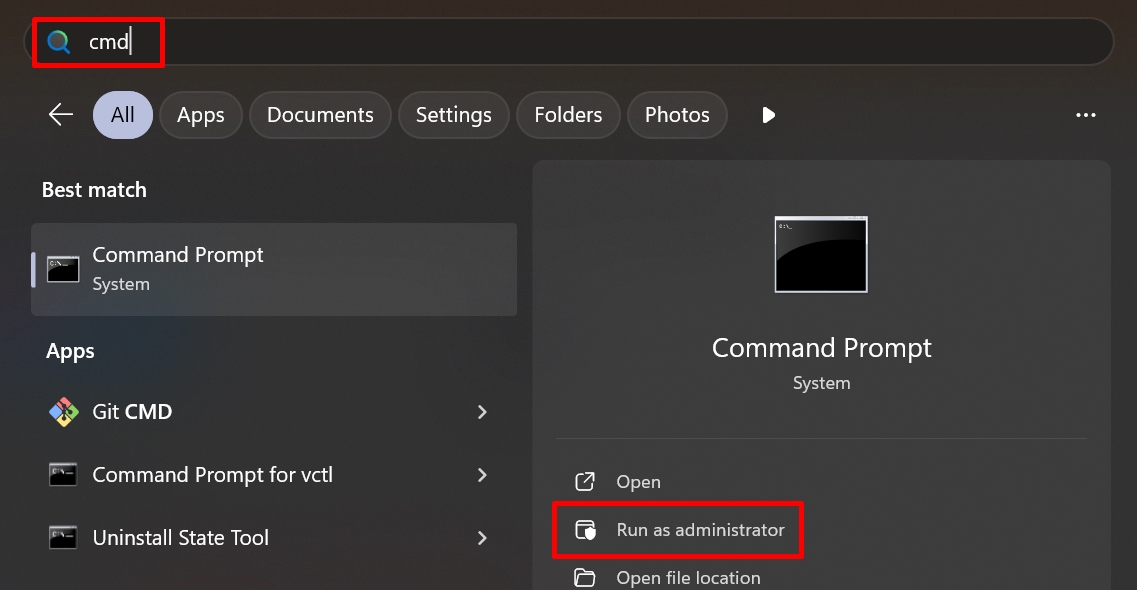 cmd
All
Apps
Documents
Settings
Folders
Photos
Best match
Command Prompt
System
Apps
Git CMD
Command Prompt for vctl
Uninstall State Tool
C:\_
Command Prompt
System
Open
Run as administrator
Open file location